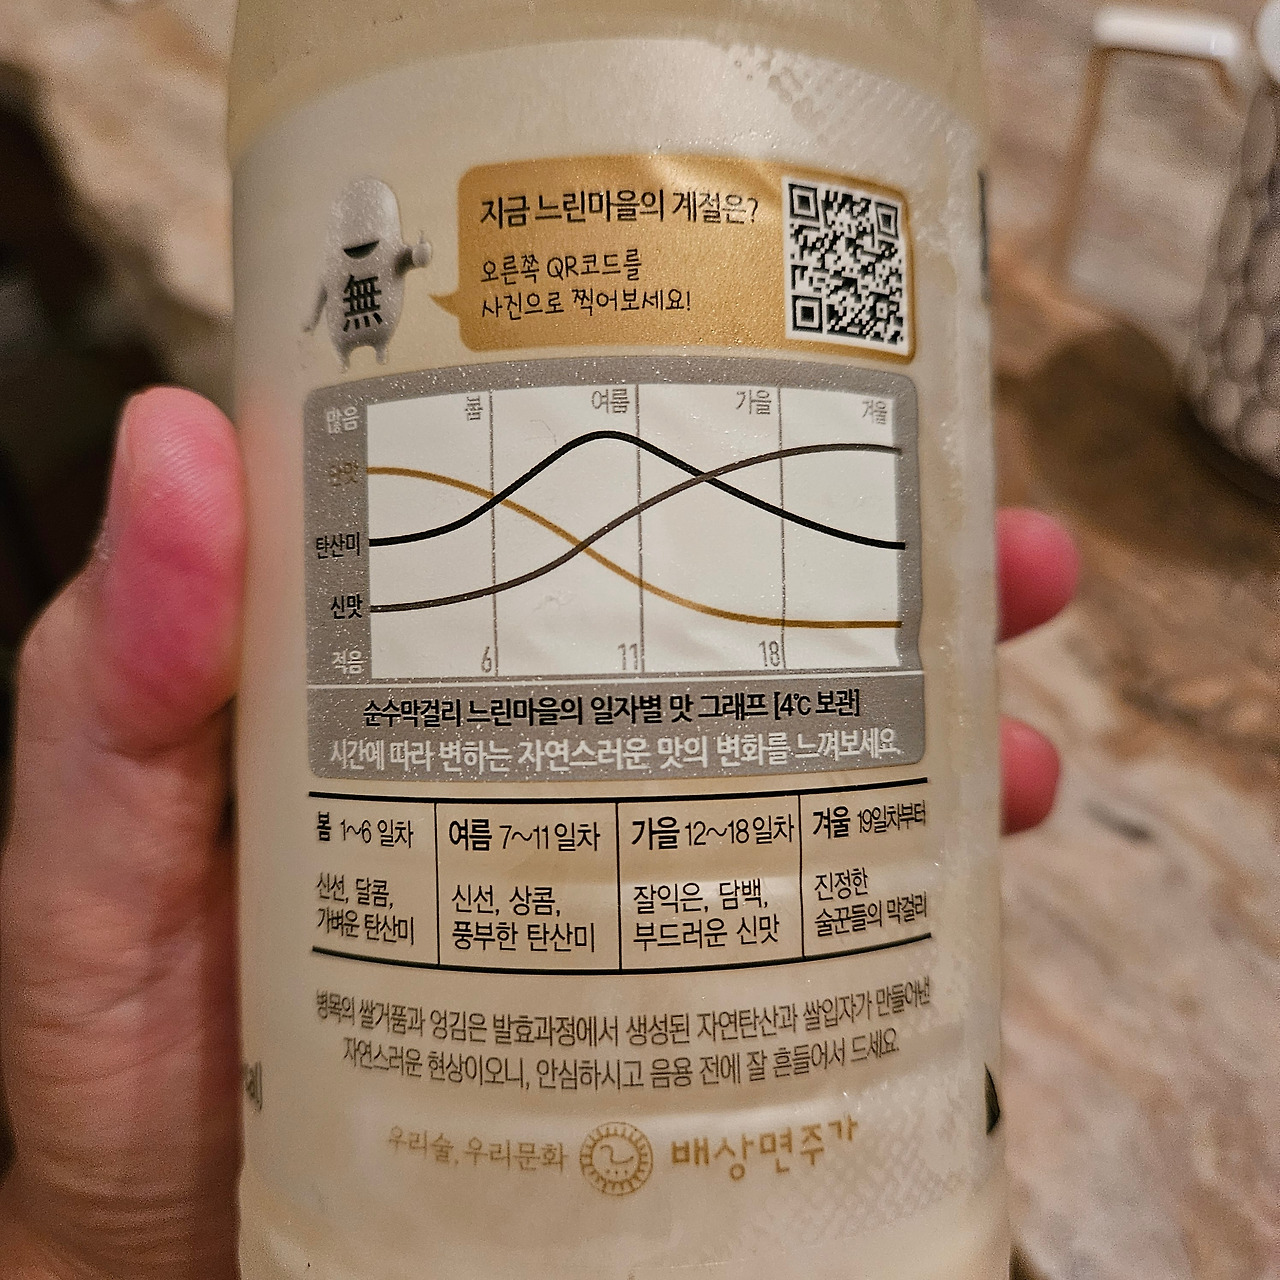 지금 느린마을의 계절은?
오른쪽 QR코드를
사진으로 찍어보세요!
無
많음
봄
여름
가을
겨울
단맛
탄산미
신맛
적음
6
11
18
순수막걸리 느린마을의 일자별 맛 그래프 [4℃ 보관]
시간에 따라 변하는 자연스러운 맛의 변화를 느껴보세요.
봄 1~6 일차
신선, 달콤,
가벼운 탄산미
여름 7~11 일차
신선, 상콤,
풍부한 탄산미
가을 12~18 일차
잘익은, 담백,
부드러운 신맛
겨울 19일차부터
진정한
술꾼들의 막걸리
병목의 쌀거품과 엉김은 발효과정에서 생성된 자연탄산과 쌀입자가 만들어낸
자연스러운 현상이오니, 안심하시고 음용 전에 잘 흔들어서 드세요.
우리술, 우리문화
배상면주가